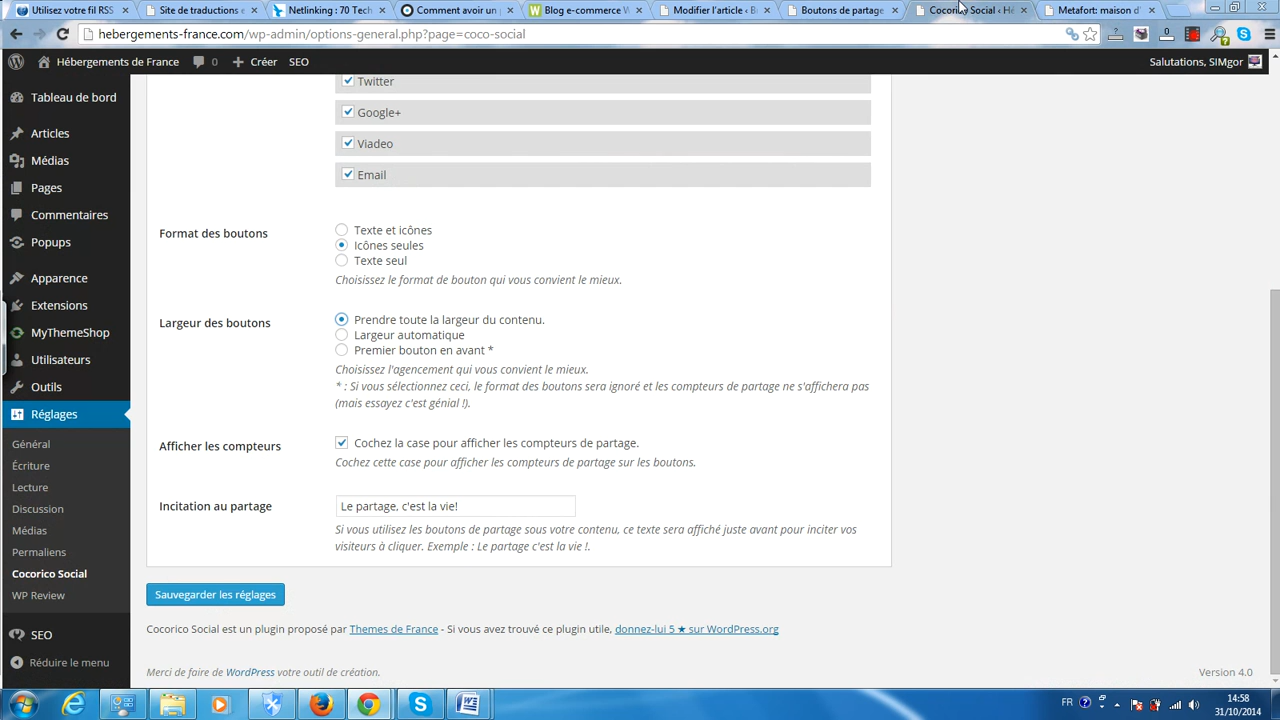 Utilisez votre fil RSS
Site de traductions e
Netlinking : 70 Tech
Comment avoir un p
Blog e-commerce W
Modifier l'article ‹ B
Boutons de partage
Cocorico Social ‹ Hé
Metafort: maison d'
hebergements-france.com/wp-admin/options-general.php?page=coco-social
Hébergements de France
0
Créer
SEO
Salutations, SIMgor
Tableau de bord
Articles
Médias
Pages
Commentaires
Popups
Apparence
Extensions
MyThemeShop
Utilisateurs
Outils
Réglages
Général
Écriture
Lecture
Discussion
Médias
Permaliens
Cocorico Social
WP Review
SEO
Réduire le menu
Twitter
Google+
Viadeo
Email
Format des boutons
Texte et icônes
Icônes seules
Texte seul
Choisissez le format de bouton qui vous convient le mieux.
Largeur des boutons
Prendre toute la largeur du contenu.
Largeur automatique
Premier bouton en avant *
Choisissez l'agencement qui vous convient le mieux.
* : Si vous sélectionnez ceci, le format des boutons sera ignoré et les compteurs de partage ne s'affichera pas
(mais essayez c'est génial !).
Afficher les compteurs
Cochez la case pour afficher les compteurs de partage.
Cochez cette case pour afficher les compteurs de partage sur les boutons.
Incitation au partage
Le partage, c'est la vie!
Si vous utilisez les boutons de partage sous votre contenu, ce texte sera affiché juste avant pour inciter vos
visiteurs à cliquer. Exemple : Le partage c'est la vie !.
Sauvegarder les réglages
Cocorico Social est un plugin proposé par Themes de France - Si vous avez trouvé ce plugin utile, donnez-lui 5 ★ sur WordPress.org
Merci de faire de WordPress votre outil de création.
Version 4.0
FR
14:58
31/10/2014